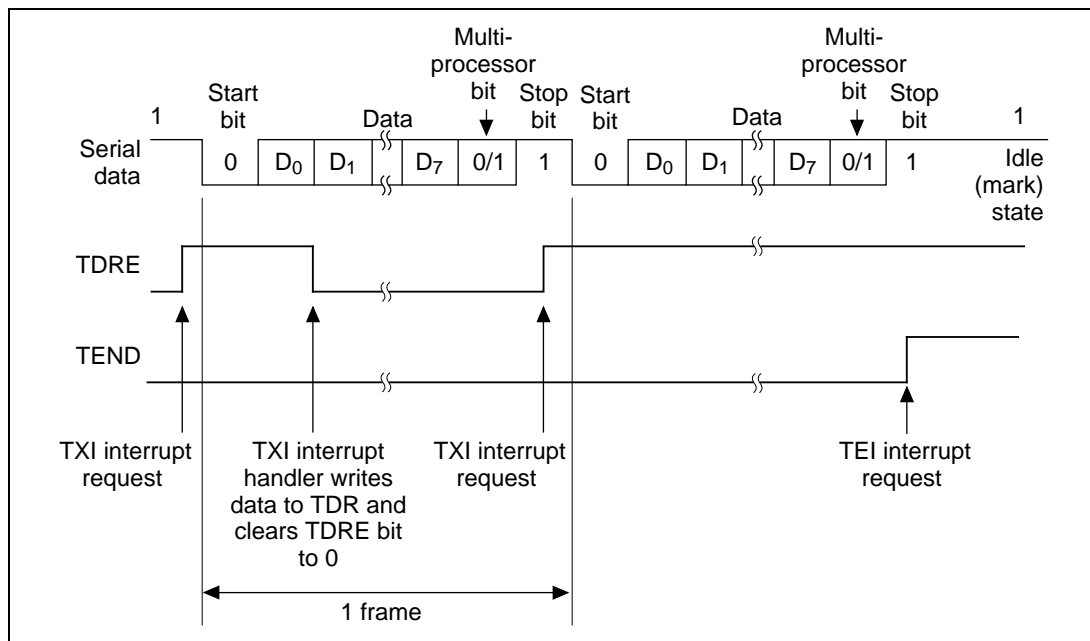 Multi-
processor
bit
Multi-
processor
bit
1
Start
bit
Data
Stop
bit
Start
bit
Data
Stop
bit
1
Serial
data
0 D0 D1 D7 0/1 1 0 D0 D1 D7 0/1 1
Idle
(mark)
state
TDRE
TEND
TXI interrupt
request
TXI interrupt
handler writes
data to TDR and
clears TDRE bit
to 0
TXI interrupt
request
TEI interrupt
request
1 frame